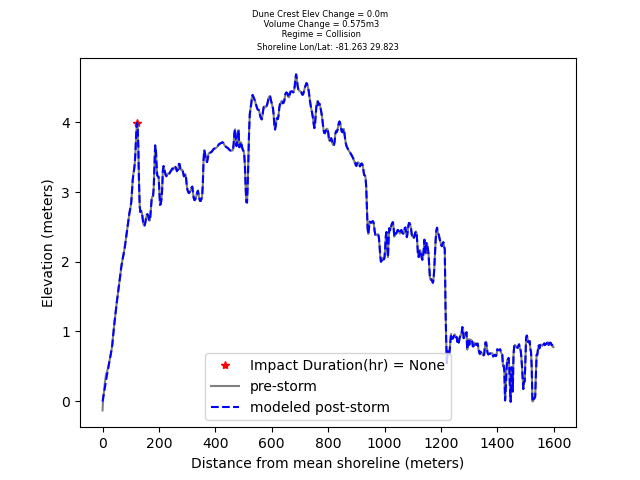 Dune Crest Elev Change = 0.0m
Volume Change = 0.575m3
Regime = Collision
Shoreline Lon/Lat: -81.263 29.823
Elevation (meters)
4
3
2
1
0
Impact Duration(hr) = None
pre-storm
modeled post-storm
0 200 400 600 800 1000 1200 1400 1600
Distance from mean shoreline (meters)